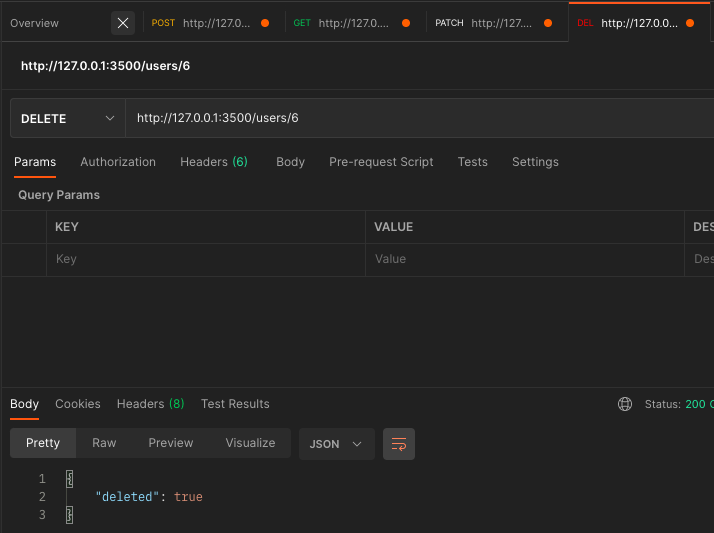 Overview POST http://127.0... GET http://127.0.... PATCH http://127.... DEL http://127.0.0...
http://127.0.0.1:3500/users/6
DELETE http://127.0.0.1:3500/users/6
Params Authorization Headers (6) Body Pre-request Script Tests Settings
Query Params
KEY VALUE DES
Key Value Des
Body Cookies Headers (8) Test Results Status: 200
Pretty Raw Preview Visualize JSON
1 {
2 "deleted": true
3 }